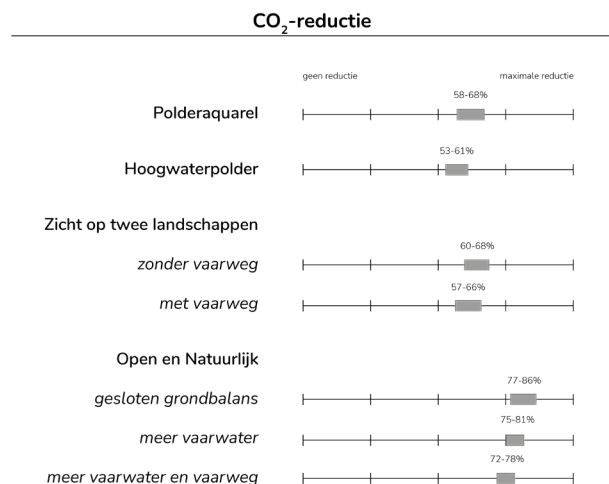 CO₂-reductie
geen reductie maximale reductie
58-68%
Polderaquarel
53-61%
Hoogwaterpolder
Zicht op twee landschappen
60-68%
zonder vaarweg
57-66%
met vaarweg
Open en Natuurlijk
77-86%
gesloten grondbalans
75-81%
meer vaarwater
72-78%
meer vaarwater en vaarweg